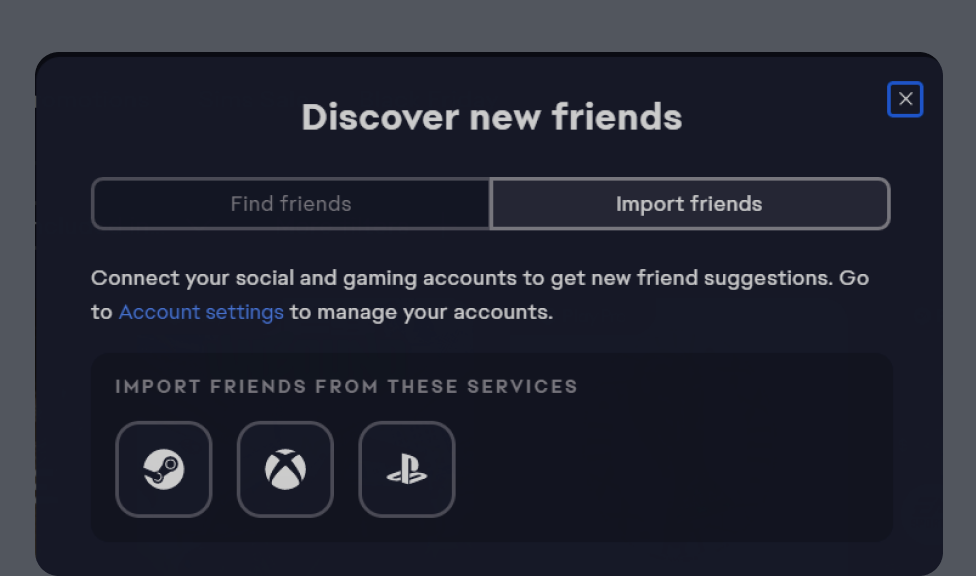 Discover new friends
Find friends
Import friends
Connect your social and gaming accounts to get new friend suggestions. Go
to Account settings to manage your accounts.
IMPORT FRIENDS FROM THESE SERVICES